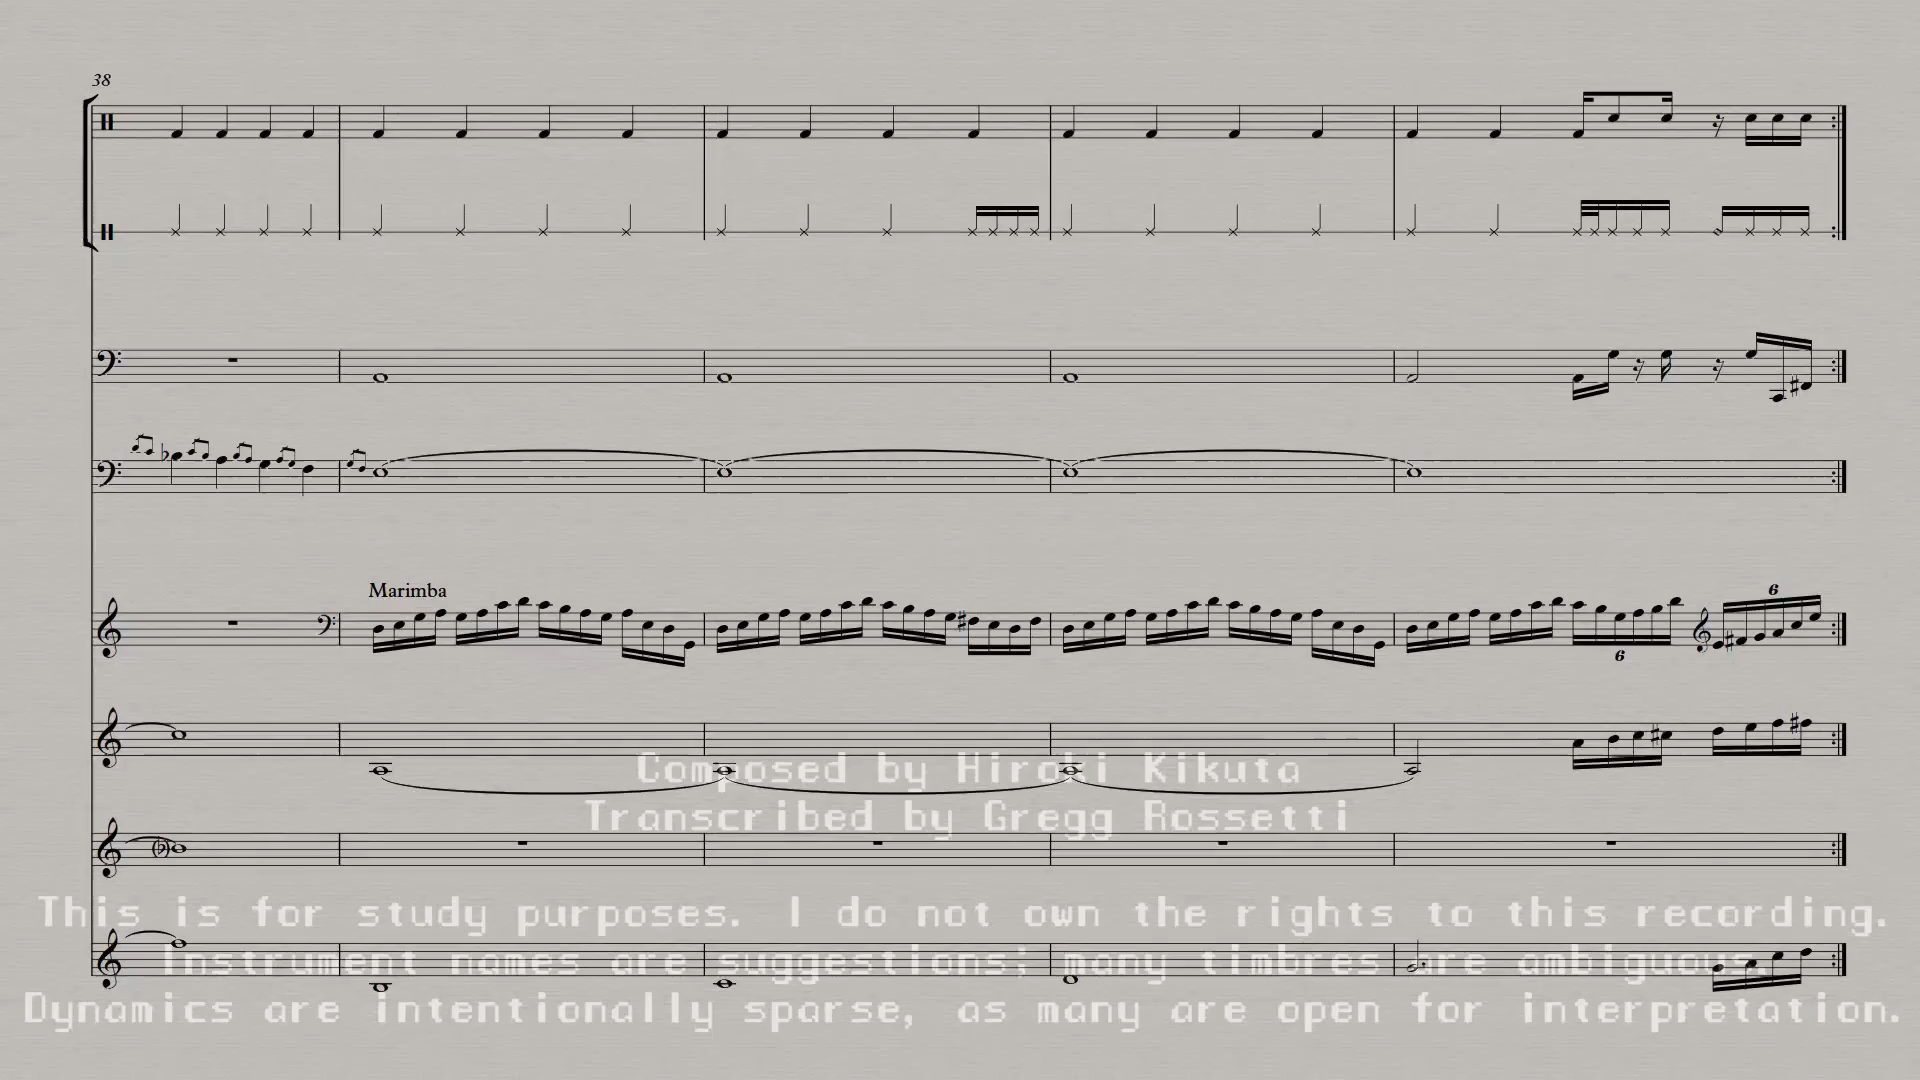 38
Marimba
6
6
Composed by Hiroki Kikuta
Transcribed by Gregg Rossetti
This is for study purposes. I do not own the rights to this recording.
Instrument names are suggestions; many timbres are ambiguous.
Dynamics are intentionally sparse, as many are open for interpretation.